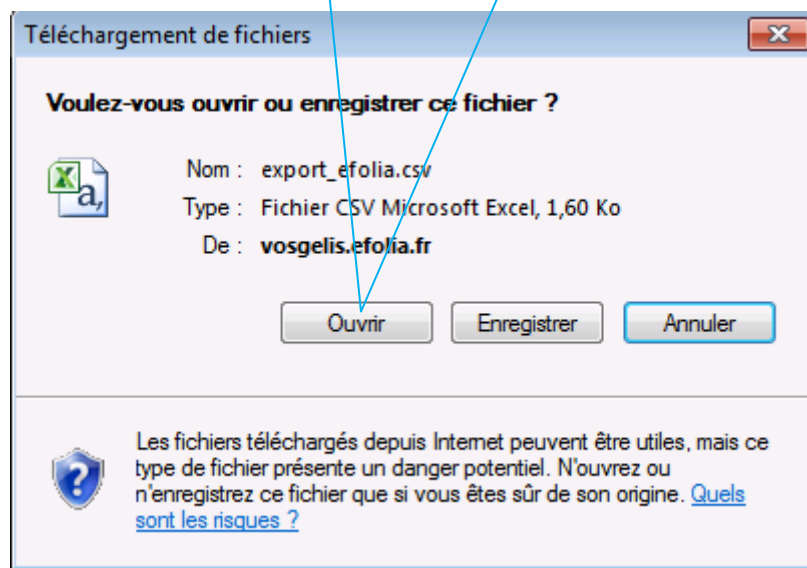 Téléchargement de fichiers
Voulez-vous ouvrir ou enregistrer ce fichier ?
Nom : export_efolia.csv
Type : Fichier CSV Microsoft Excel, 1,60 Ko
De : vosgelis.efolia.fr
Ouvrir Enregistrer Annuler
Les fichiers téléchargés depuis Internet peuvent être utiles, mais ce
type de fichier présente un danger potentiel. N'ouvrez ou
n'enregistrez ce fichier que si vous êtes sûr de son origine. Quels
sont les risques ?